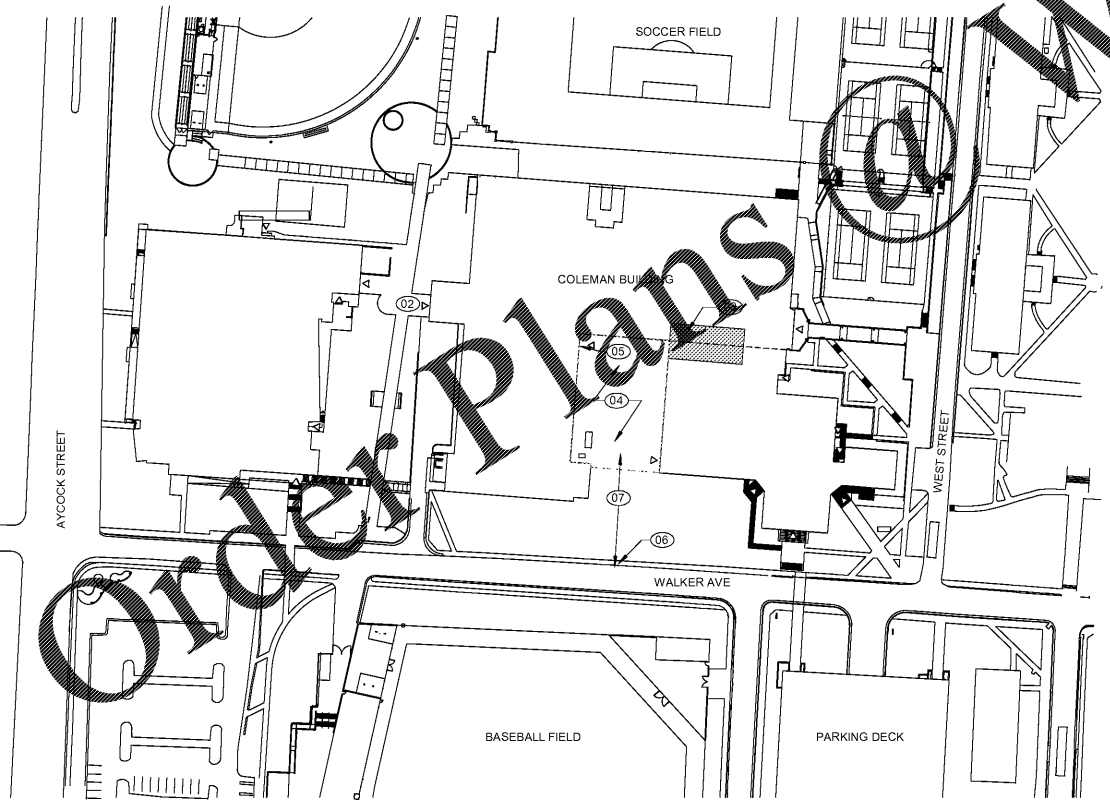 SOCCER FIELD
COLEMAN BUILDING
02
05
04
07
06
AYCOCK STREET
WEST STREET
WALKER AVE
BASEBALL FIELD
PARKING DECK
Order Plans @